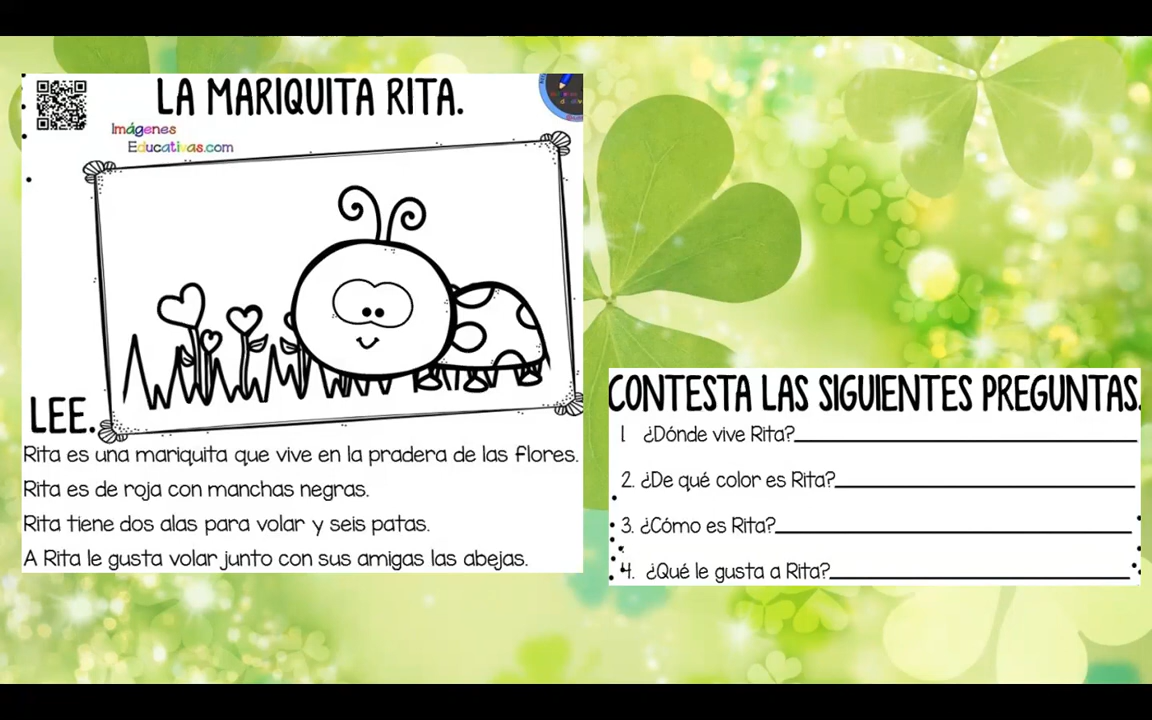 LA MARIQUITA RITA.
Imágenes
Educativas.com
LEE.
Rita es una mariquita que vive en la pradera de las flores.
Rita es de roja con manchas negras.
Rita tiene dos alas para volar y seis patas.
A Rita le gusta volar junto con sus amigas las abejas.
CONTESTA LAS SIGUIENTES PREGUNTAS.
1. ¿Dónde vive Rita?
2. ¿De qué color es Rita?
3. ¿Cómo es Rita?
4. ¿Qué le gusta a Rita?